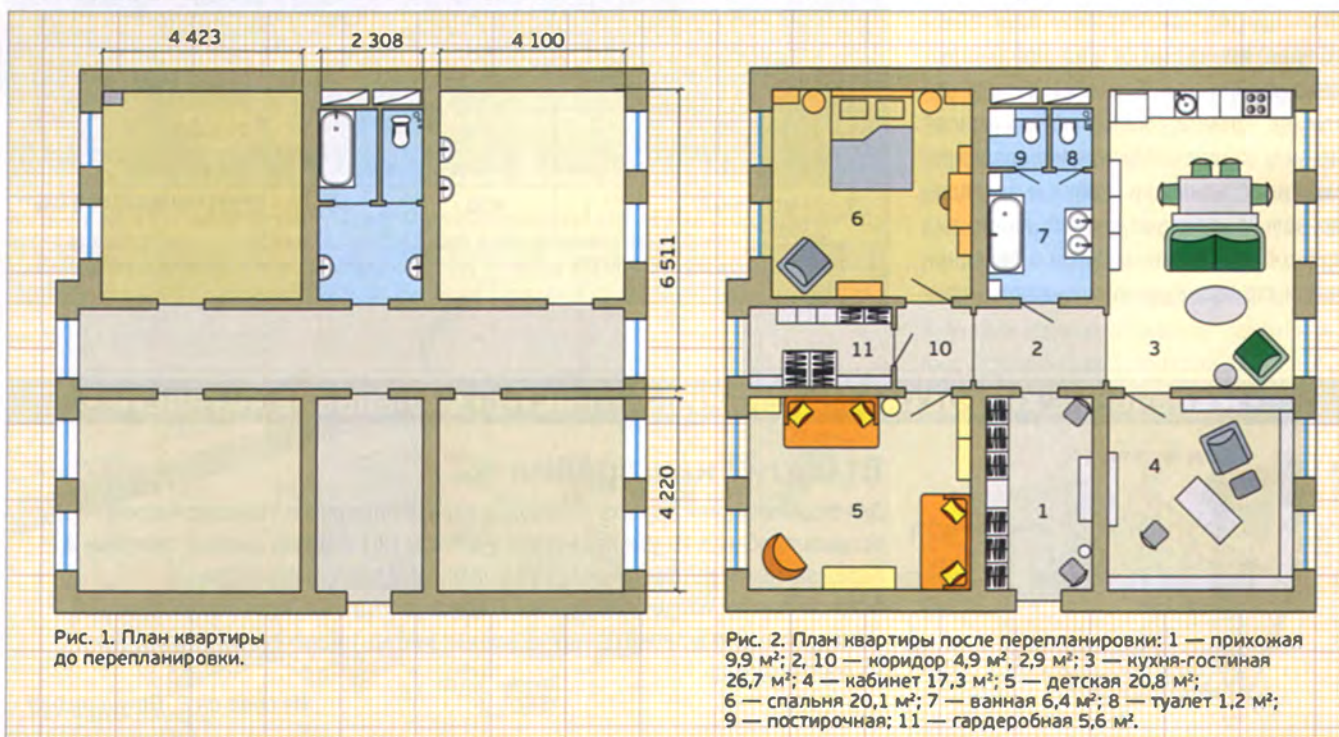 4 423
2 308
4 100
6 511
4 220
9
8
6
7
11
10
2
3
4
5
1
Рис. 1. План квартиры
до перепланировки.
Рис. 2. План квартиры после перепланировки: 1 — прихожая
9,9 м²; 2, 10 — коридор 4,9 м², 2,9 м²; 3 — кухня-гостиная
26,7 м²; 4 — кабинет 17,3 м²; 5 — детская 20,8 м²;
6 — спальня 20,1 м²; 7 — ванная 6,4 м²; 8 — туалет 1,2 м²;
9 — постирочная; 11 — гардеробная 5,6 м².